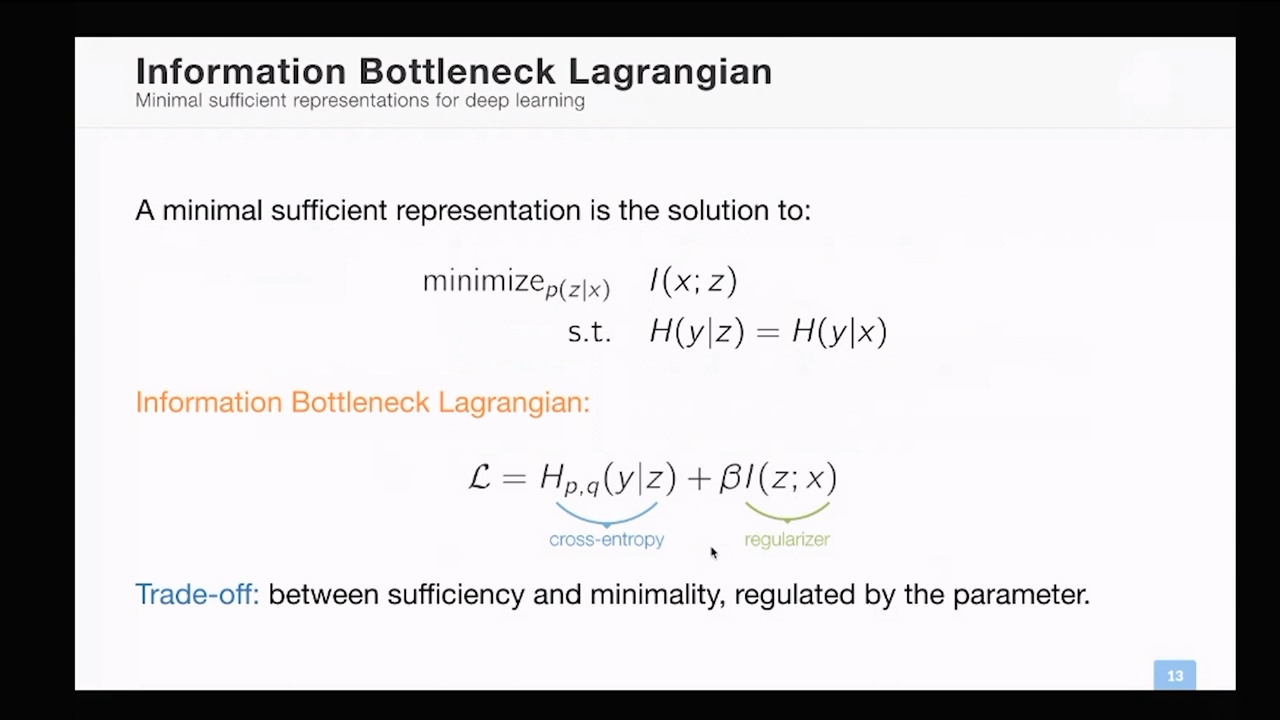 Information Bottleneck Lagrangian
Minimal sufficient representations for deep learning
A minimal sufficient representation is the solution to:
minimize_{p(z|x)} I(x; z)
s.t. H(y|z) = H(y|x)
Information Bottleneck Lagrangian:
ℒ = H_{p,q}(y|z) + βI(z; x)
cross-entropy regularizer
Trade-off: between sufficiency and minimality, regulated by the parameter.
13